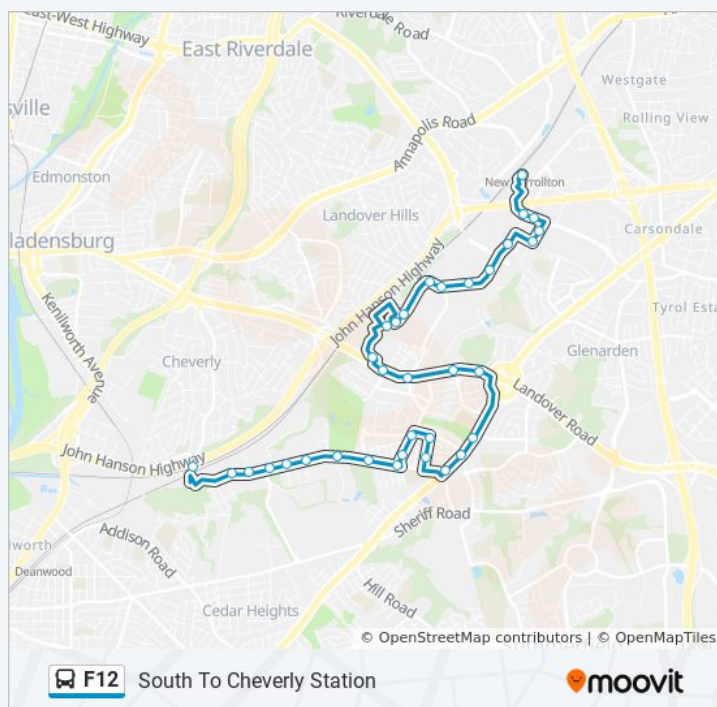 East-West Highway
Riverdale
Road
East Riverdale
sville
Westgate
Annapolis Road
Rolling View
Edmonston
New Carrollton
Landover Hills
Carsondale
ladensburg
John Hanson Highway
Kenilworth Avenue
Tyrol Esta
Cheverly
Glenarden
Landover Road
John Hanson Highway
Sheriff Road
Addison Road
ilworth
Deanwood
Hill Road
Cedar Heights
© OpenStreetMap contributors | © OpenMapTiles
F12 South To Cheverly Station
moovit